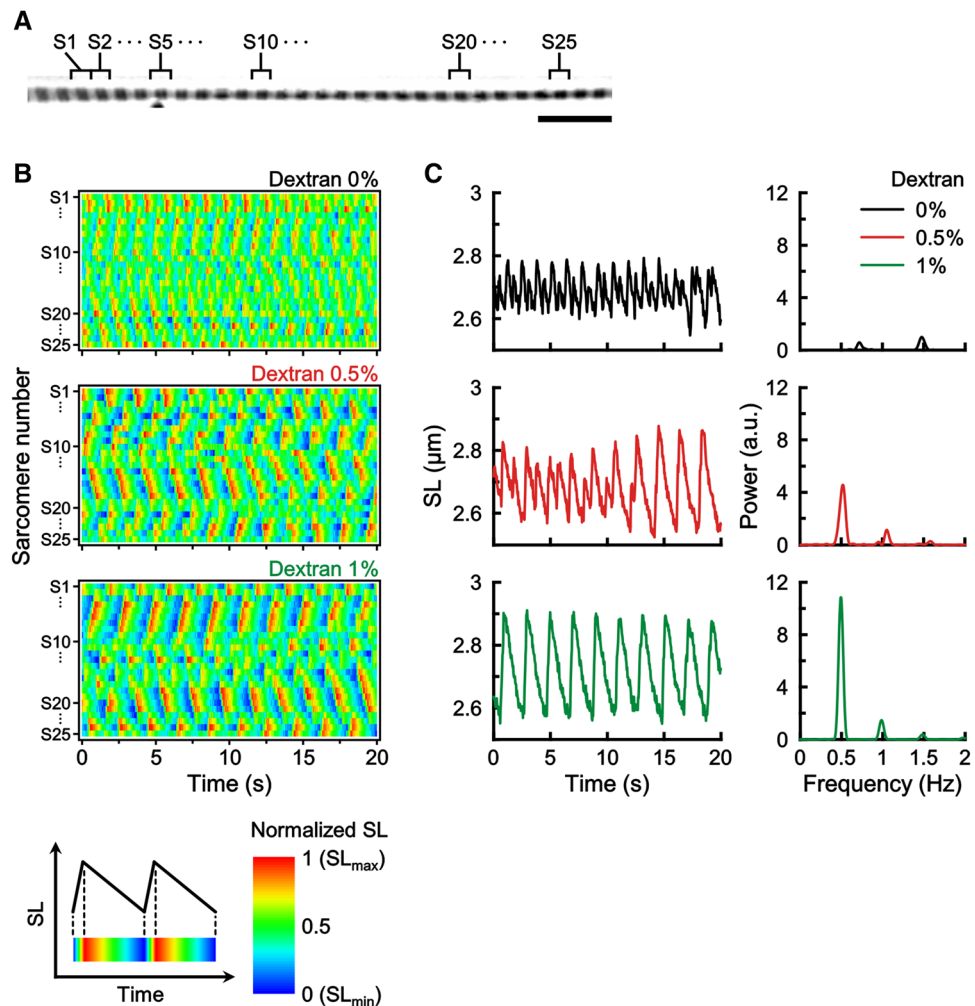 A
S1 S2 ··· S5 ··· S10 ··· S20 ··· S25
B
Dextran 0%
S1
⋮
S10
⋮
S20
⋮
S25
Dextran 0.5%
S1
⋮
S10
⋮
S20
⋮
S25
Dextran 1%
S1
⋮
S10
⋮
S20
⋮
S25
0 5 10 15 20
Time (s)
Sarcomere number
C
3
2.8
2.6
3
2.8
2.6
3
2.8
2.6
0 5 10 15 20
Time (s)
SL (μm)
12
8
4
0
Dextran
0%
0.5%
1%
12
8
4
0
12
8
4
0
0 0.5 1 1.5 2
Frequency (Hz)
Power (a.u.)
SL
Time
Normalized SL
1 (SLmax)
0.5
0 (SLmin)